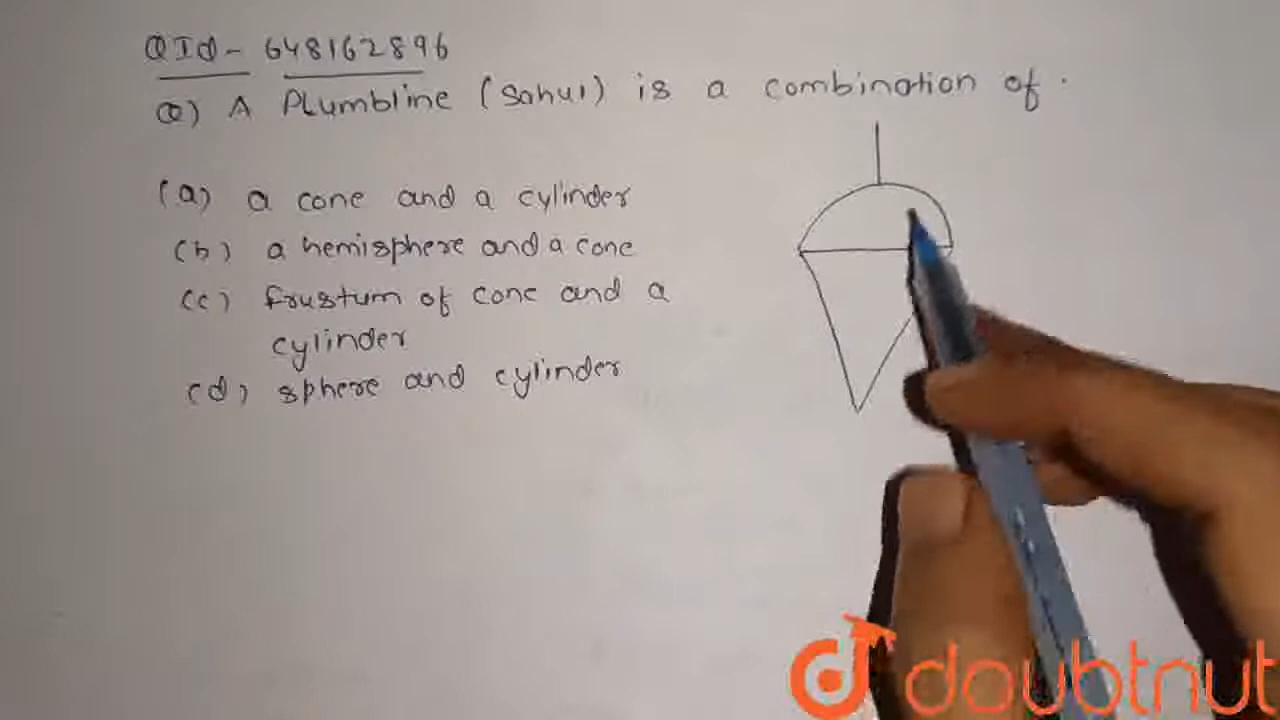 QId - 648162896
Q) A Plumbline (Sahul) is a combination of.
(a) a cone and a cylinder
(b) a hemisphere and a cone
(c) frustum of cone and a
cylinder
(d) sphere and cylinder
doubtnut